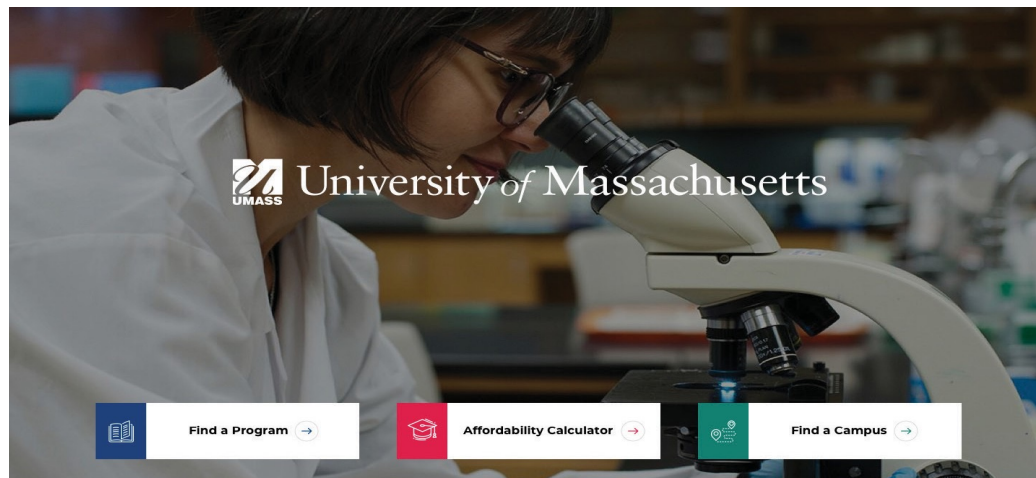 UMASS
University of Massachusetts
Find a Program
Affordability Calculator
Find a Campus